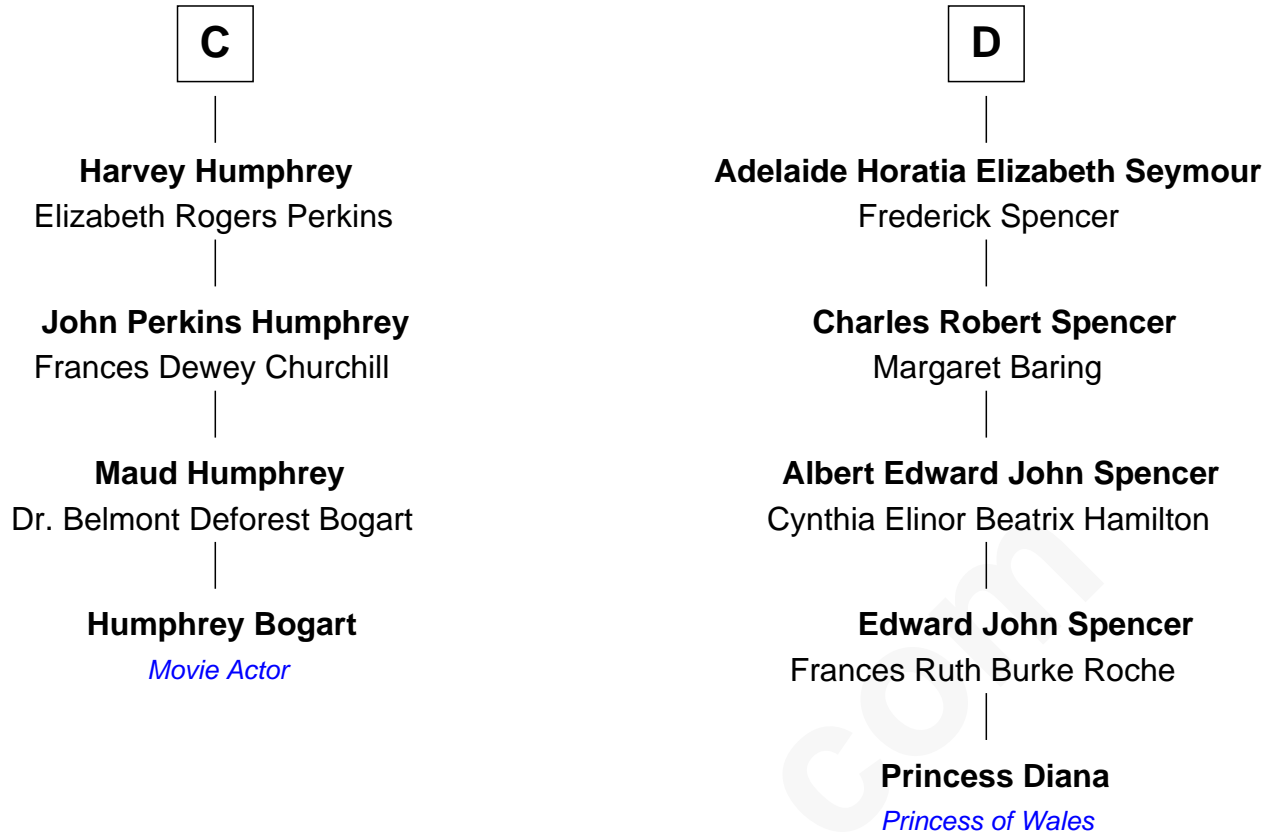 C
Harvey Humphrey
Elizabeth Rogers Perkins
John Perkins Humphrey
Frances Dewey Churchill
Maud Humphrey
Dr. Belmont Deforest Bogart
Humphrey Bogart
Movie Actor
D
Adelaide Horatia Elizabeth Seymour
Frederick Spencer
Charles Robert Spencer
Margaret Baring
Albert Edward John Spencer
Cynthia Elinor Beatrix Hamilton
Edward John Spencer
Frances Ruth Burke Roche
Princess Diana
Princess of Wales
com